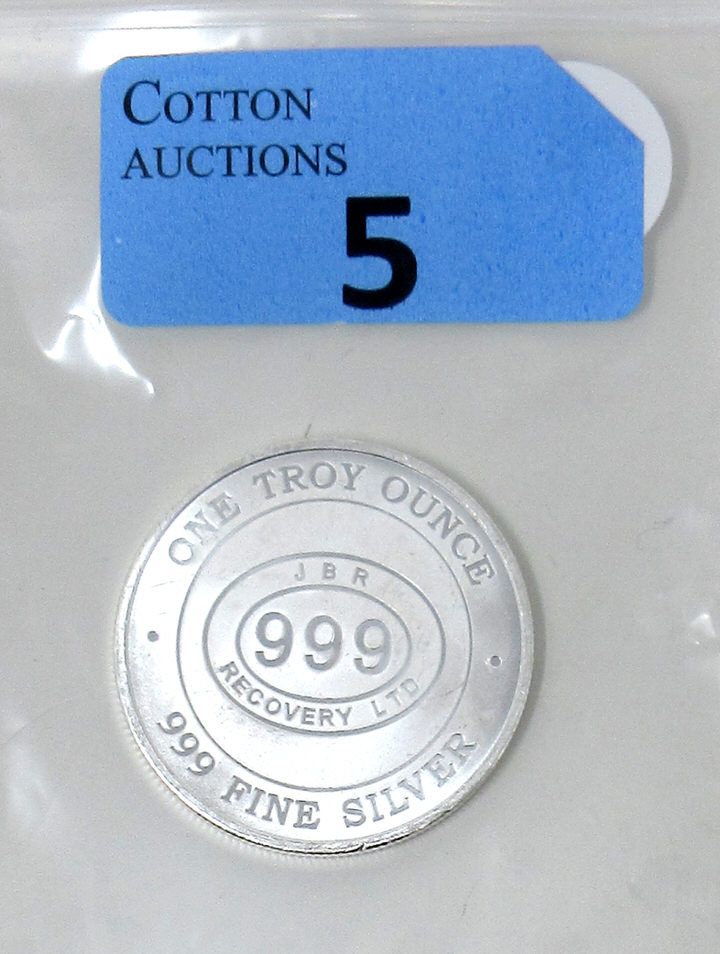 COTTON
AUCTIONS
5
ONE TROY OUNCE
JBR
999
RECOVERY LTD
999 FINE SILVER